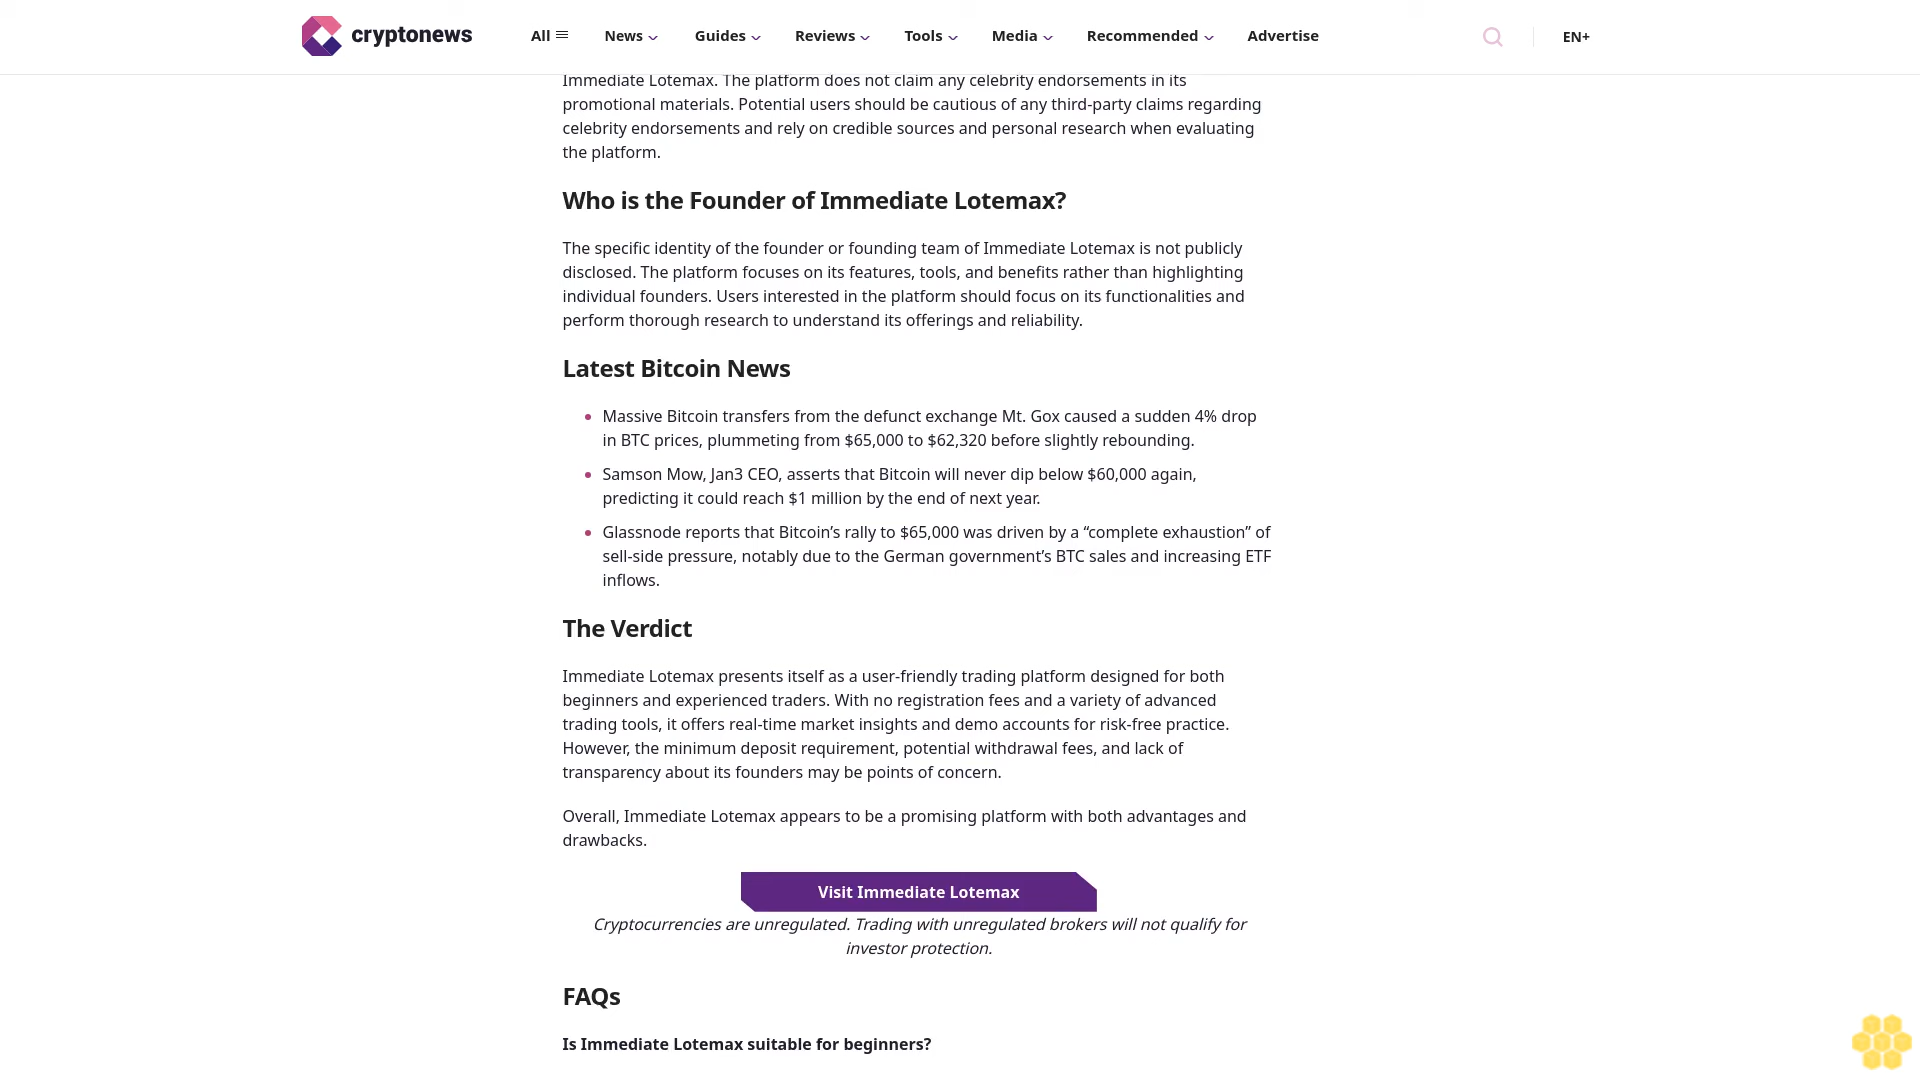 cryptonews
All
News
Guides
Reviews
Tools
Media
Recommended
Advertise
EN+
Immediate Lotemax. The platform does not claim any celebrity endorsements in its
promotional materials. Potential users should be cautious of any third-party claims regarding
celebrity endorsements and rely on credible sources and personal research when evaluating
the platform.
Who is the Founder of Immediate Lotemax?
The specific identity of the founder or founding team of Immediate Lotemax is not publicly
disclosed. The platform focuses on its features, tools, and benefits rather than highlighting
individual founders. Users interested in the platform should focus on its functionalities and
perform thorough research to understand its offerings and reliability.
Latest Bitcoin News
Massive Bitcoin transfers from the defunct exchange Mt. Gox caused a sudden 4% drop
in BTC prices, plummeting from $65,000 to $62,320 before slightly rebounding.
Samson Mow, Jan3 CEO, asserts that Bitcoin will never dip below $60,000 again,
predicting it could reach $1 million by the end of next year.
Glassnode reports that Bitcoin’s rally to $65,000 was driven by a “complete exhaustion” of
sell-side pressure, notably due to the German government’s BTC sales and increasing ETF
inflows.
The Verdict
Immediate Lotemax presents itself as a user-friendly trading platform designed for both
beginners and experienced traders. With no registration fees and a variety of advanced
trading tools, it offers real-time market insights and demo accounts for risk-free practice.
However, the minimum deposit requirement, potential withdrawal fees, and lack of
transparency about its founders may be points of concern.
Overall, Immediate Lotemax appears to be a promising platform with both advantages and
drawbacks.
Visit Immediate Lotemax
Cryptocurrencies are unregulated. Trading with unregulated brokers will not qualify for
investor protection.
FAQs
Is Immediate Lotemax suitable for beginners?